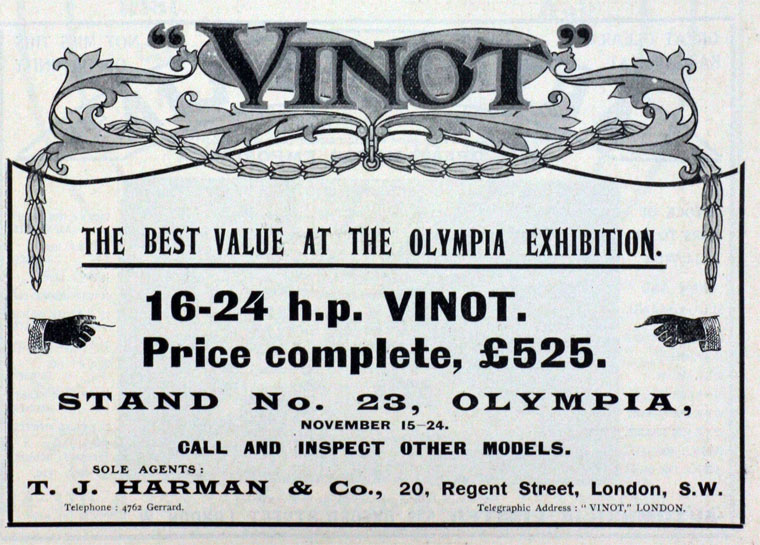 "VINOT"
THE BEST VALUE AT THE OLYMPIA EXHIBITION.
16-24 h.p. VINOT.
Price complete, £525.
STAND No. 23, OLYMPIA,
NOVEMBER 15–24.
CALL AND INSPECT OTHER MODELS.
SOLE AGENTS:
T. J. HARMAN & Co., 20, Regent Street, London, S.W.
Telephone : 4762 Gerrard. Telegraphic Address : "VINOT," LONDON.